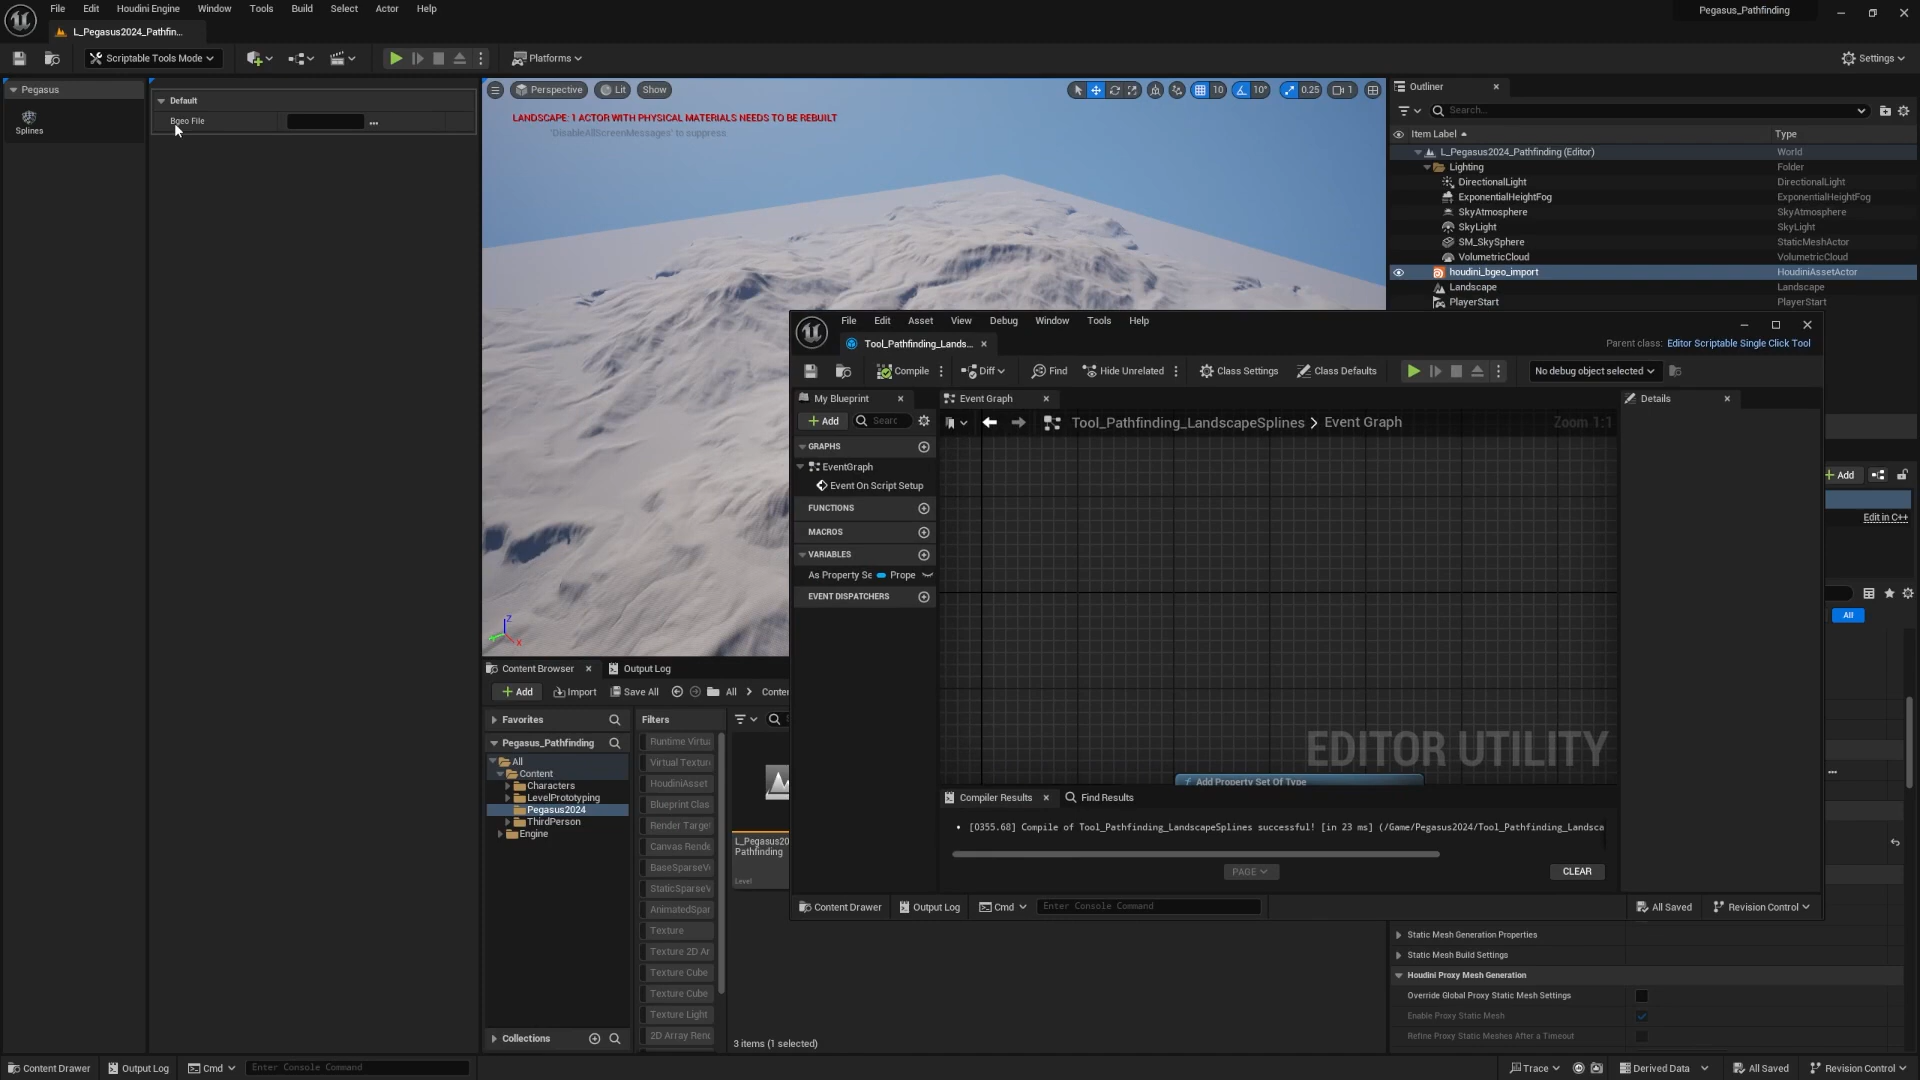 File Edit Houdini Engine Window Tools Build Select Actor Help
Pegasus_Pathfinding
L_Pegasus2024_Pathfin...
Scriptable Tools Mode
Platforms
Settings
Pegasus
Splines
Default
Bgeo File
Perspective Lit Show
10 10° 0.25 1
LANDSCAPE: 1 ACTOR WITH PHYSICAL MATERIALS NEEDS TO BE REBUILT
'DisableAllScreenMessages' to suppress
Z
X
Outliner
Search...
Item Label Type
L_Pegasus2024_Pathfinding (Editor) World
Lighting Folder
DirectionalLight DirectionalLight
ExponentialHeightFog ExponentialHeightFog
SkyAtmosphere SkyAtmosphere
SkyLight SkyLight
SM_SkySphere StaticMeshActor
VolumetricCloud VolumetricCloud
houdini_bgeo_import HoudiniAssetActor
Landscape Landscape
PlayerStart PlayerStart
File Edit Asset View Debug Window Tools Help
Tool_Pathfinding_Lands...
Parent class: Editor Scriptable Single Click Tool
Compile Diff Find Hide Unrelated Class Settings Class Defaults No debug object selected
My Blueprint
Add Searc
GRAPHS
EventGraph
Event On Script Setup
FUNCTIONS
MACROS
VARIABLES
As Property Se Prope
EVENT DISPATCHERS
Event Graph
Tool_Pathfinding_LandscapeSplines > Event Graph
Zoom 1:1
EDITOR UTILITY
Add Property Set Of Type
Details
Compiler Results Find Results
[0355.68] Compile of Tool_Pathfinding_LandscapeSplines successful! [in 23 ms] (/Game/Pegasus2024/Tool_Pathfinding_Landsca
PAGE
CLEAR
Content Drawer Output Log Cmd Enter Console Command All Saved Revision Control
Add
Edit in C++
All
Content Browser Output Log
Add Import Save All All > Conte
Favorites
Pegasus_Pathfinding
All
Content
Characters
LevelPrototyping
Pegasus2024
ThirdPerson
Engine
Collections
Filters
Runtime Virtu
Virtual Textur
HoudiniAsset
Blueprint Clas
Render Target
Canvas Rende
BaseSparseV
StaticSparseV
AnimatedSpar
Texture
Texture 2D Ar
Texture Cube
Texture Cube
Texture Light
2D Array Rend
L_Pegasus20
Pathfinding
Level
3 items (1 selected)
Static Mesh Generation Properties
Static Mesh Build Settings
Houdini Proxy Mesh Generation
Override Global Proxy Static Mesh Settings
Enable Proxy Static Mesh
Refine Proxy Static Meshes After a Timeout
Content Drawer Output Log Cmd Enter Console Command Trace Derived Data All Saved Revision Control